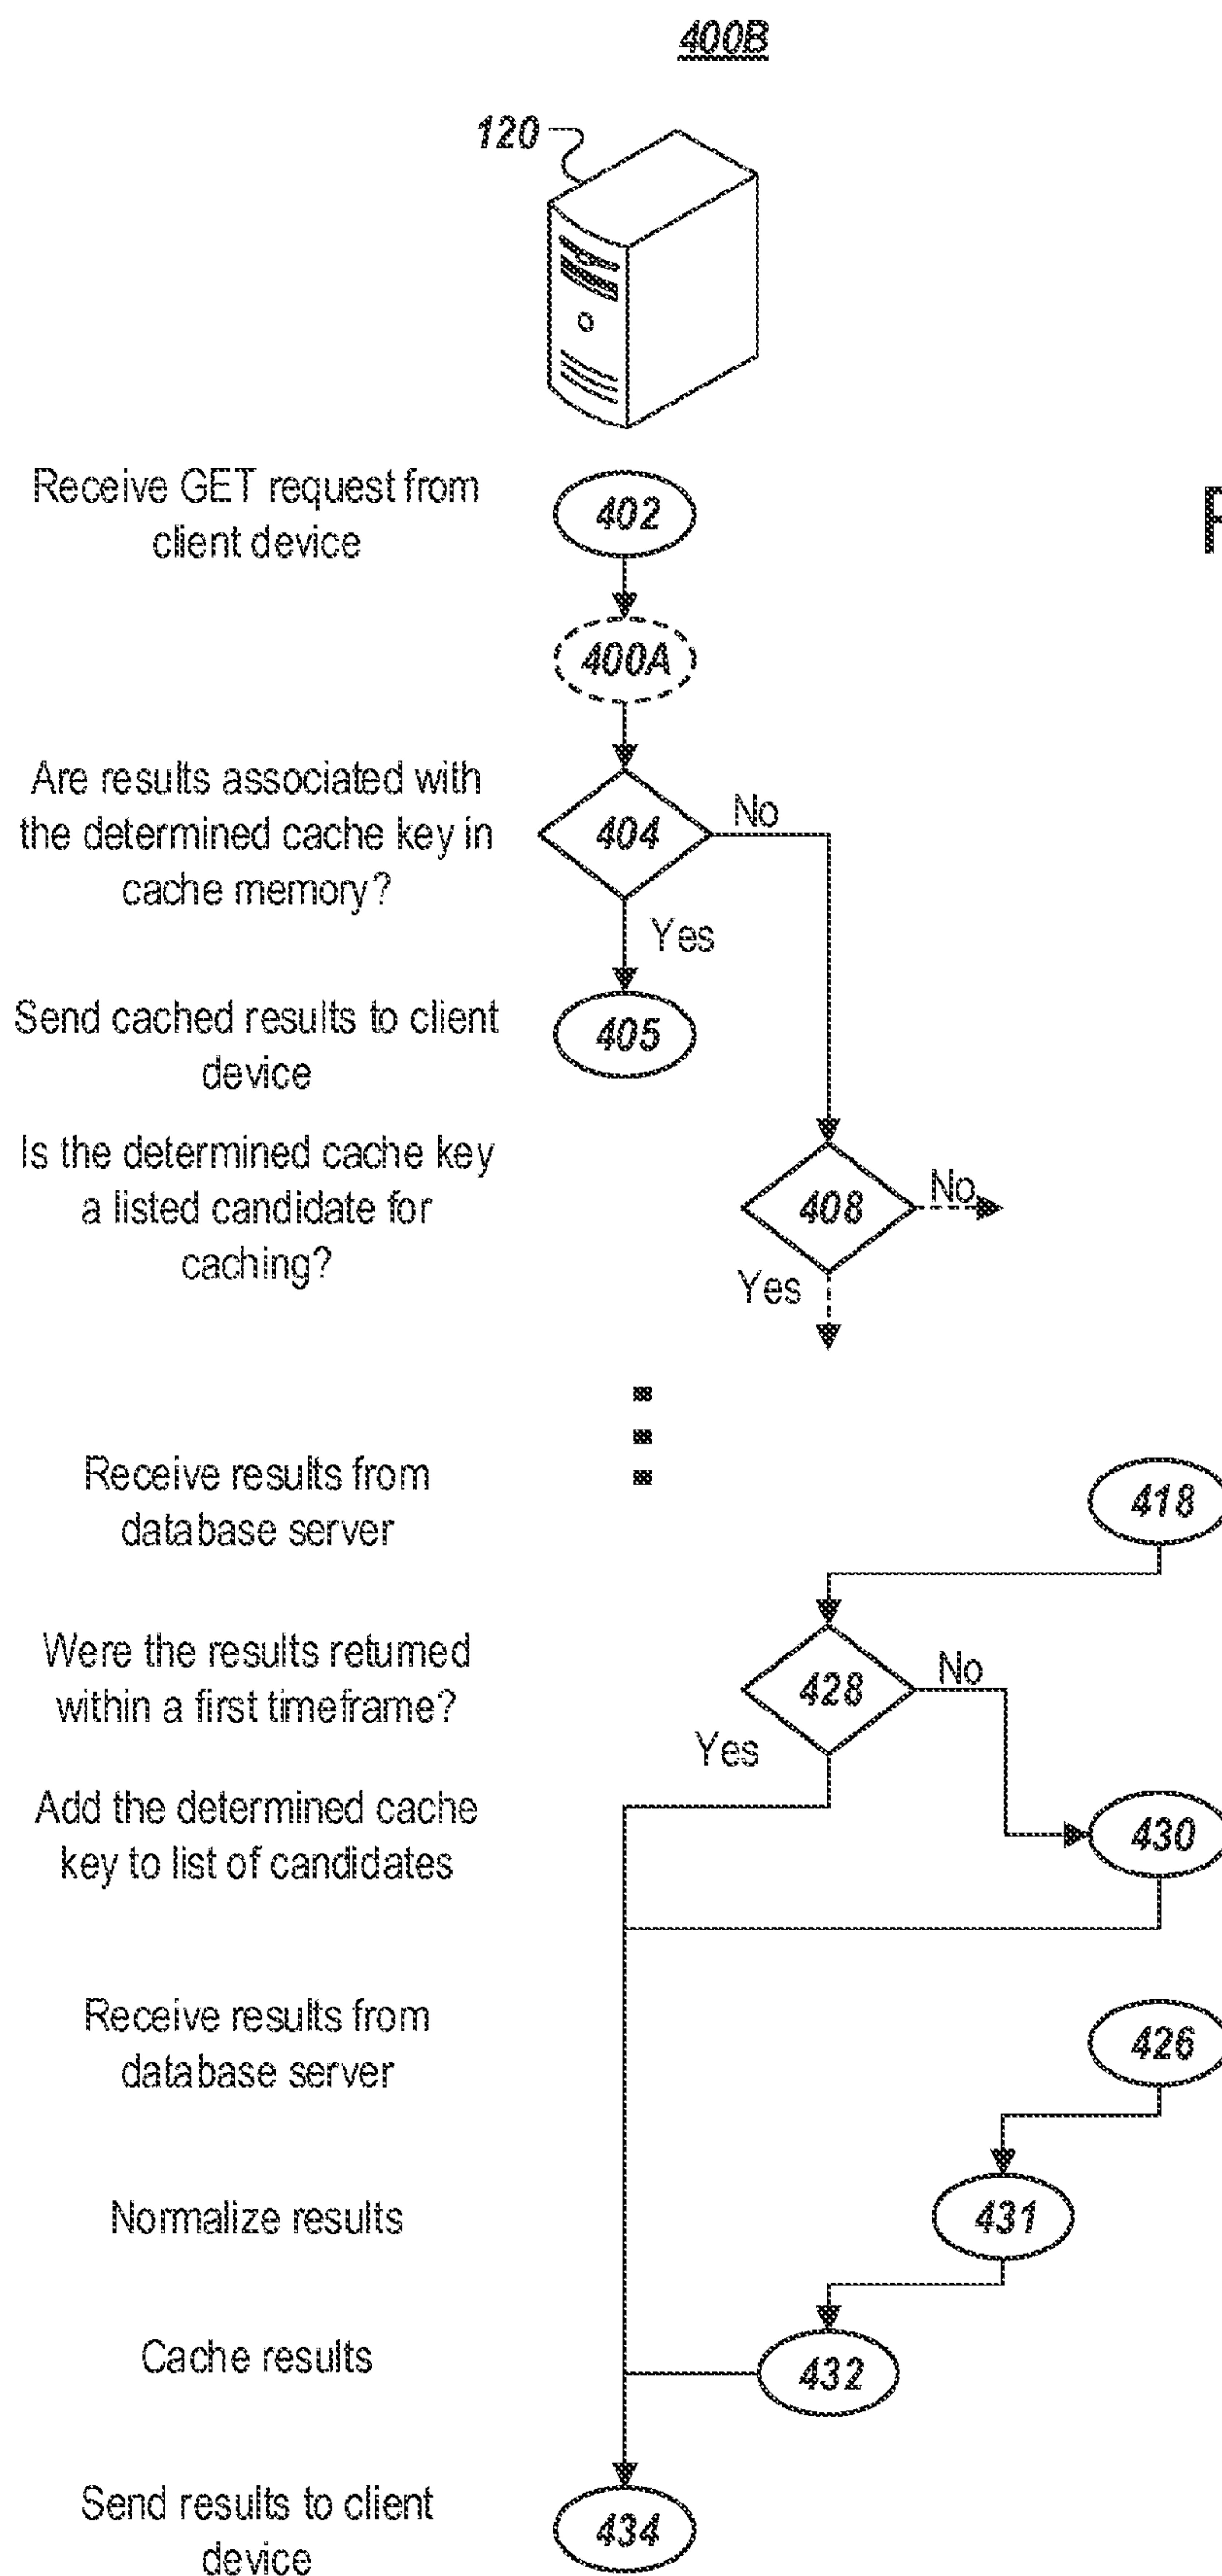 400B
120
Receive GET request from
client device
402
400A
Are results associated with
the determined cache key in
cache memory?
404
No
Yes
Send cached results to client
device
405
Is the determined cache key
a listed candidate for
caching?
408
No
Yes
Receive results from
database server
418
Were the results returned
within a first timeframe?
428
No
Yes
Add the determined cache
key to list of candidates
430
Receive results from
database server
426
Normalize results
431
Cache results
432
Send results to client
device
434